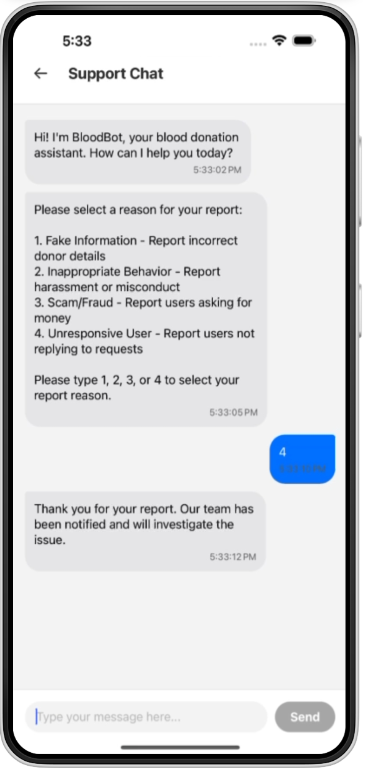 5:33
Support Chat
Hi! I'm BloodBot, your blood donation
assistant. How can I help you today?
5:33:02 PM
Please select a reason for your report:
1. Fake Information - Report incorrect
donor details
2. Inappropriate Behavior - Report
harassment or misconduct
3. Scam/Fraud - Report users asking for
money
4. Unresponsive User - Report users not
replying to requests
Please type 1, 2, 3, or 4 to select your
report reason.
5:33:05 PM
4
Thank you for your report. Our team has
been notified and will investigate the
issue.
5:33:12 PM
Type your message here...
Send